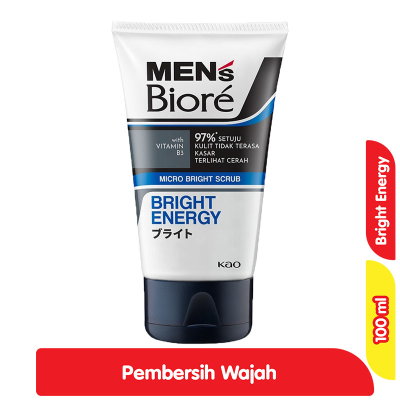 MEN's
Bioré
with
VITAMIN
B3
97%* SETUJU
KULIT TIDAK TERASA
KASAR
TERLIHAT CERAH
MICRO BRIGHT SCRUB
BRIGHT
ENERGY
ブライト
Kao
Bright Energy
100 ml
Pembersih Wajah